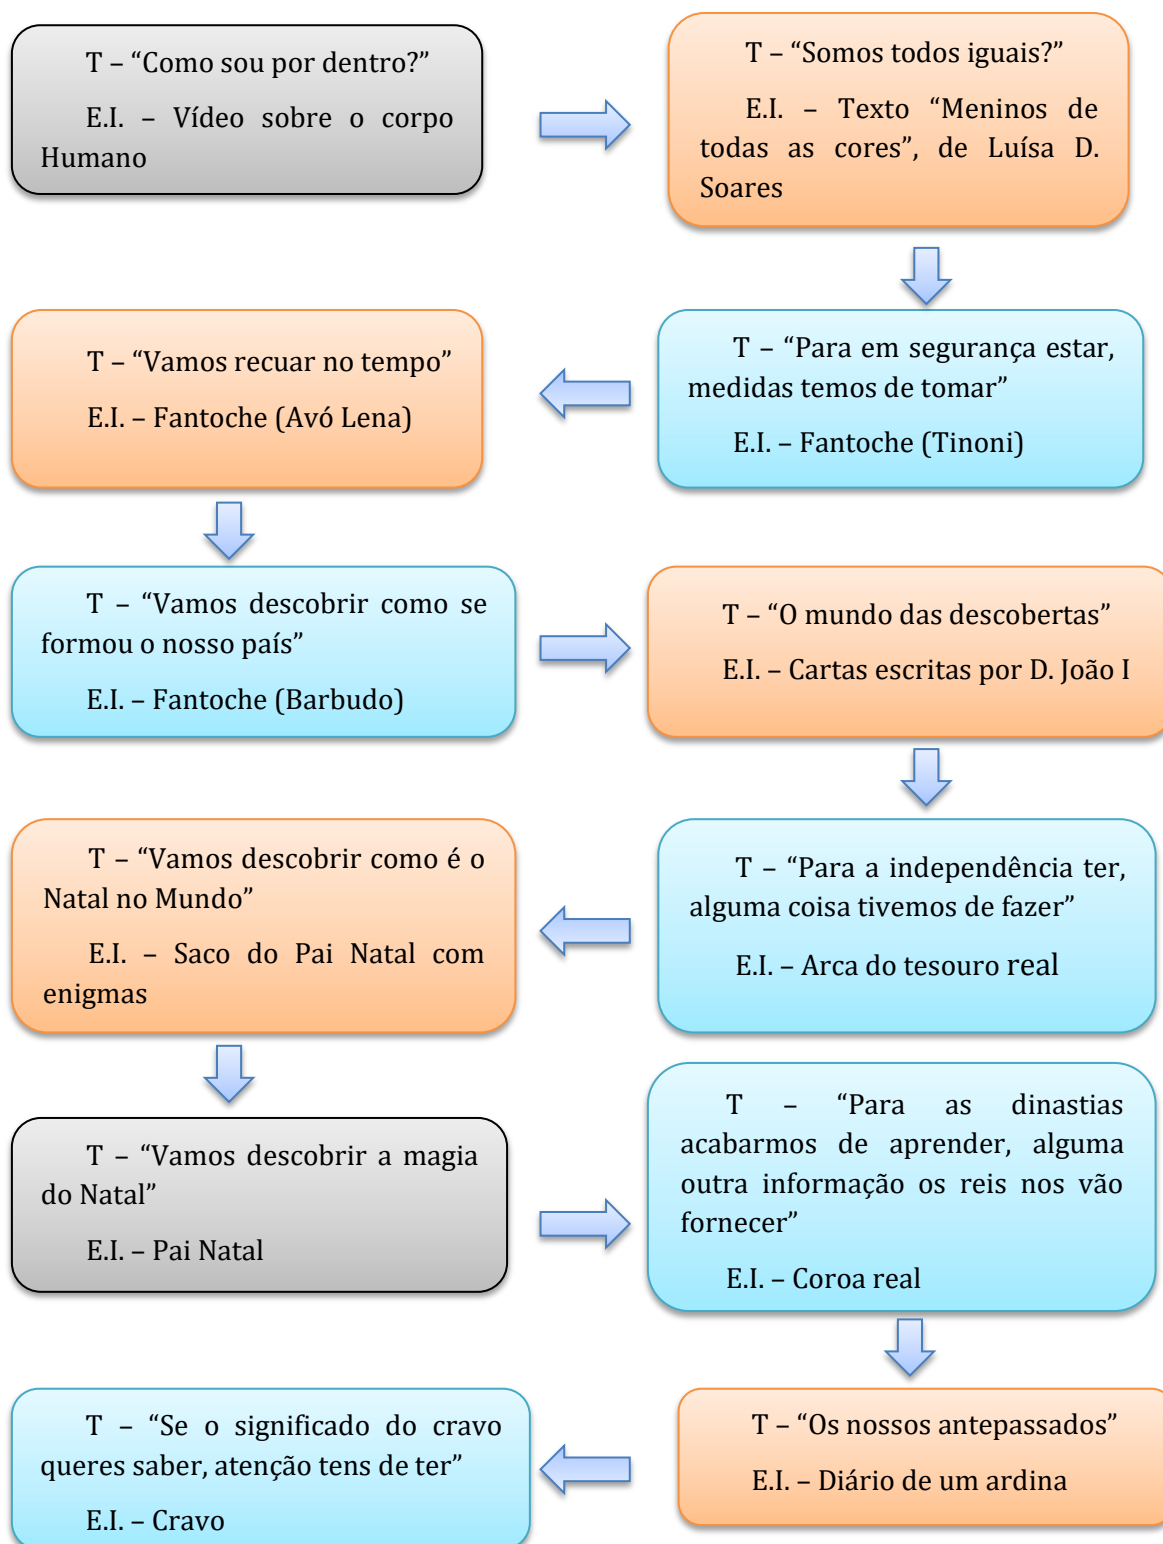 T – “Como sou por dentro?”
E.I. – Vídeo sobre o corpo
Humano
T – “Somos todos iguais?”
E.I. – Texto “Meninos de
todas as cores”, de Luísa D.
Soares
T – “Para em segurança estar,
medidas temos de tomar”
E.I. – Fantoche (Tinoni)
T – “Vamos recuar no tempo”
E.I. – Fantoche (Avó Lena)
T – “Vamos descobrir como se
formou o nosso país”
E.I. – Fantoche (Barbudo)
T – “O mundo das descobertas”
E.I. – Cartas escritas por D. João I
T – “Para a independência ter,
alguma coisa tivemos de fazer”
E.I. – Arca do tesouro real
T – “Vamos descobrir como é o
Natal no Mundo”
E.I. – Saco do Pai Natal com
enigmas
T – “Vamos descobrir a magia
do Natal”
E.I. – Pai Natal
T – “Para as dinastias
acabarmos de aprender, alguma
outra informação os reis nos vão
fornecer”
E.I. – Coroa real
T – “Os nossos antepassados”
E.I. – Diário de um ardina
T – “Se o significado do cravo
queres saber, atenção tens de ter”
E.I. – Cravo